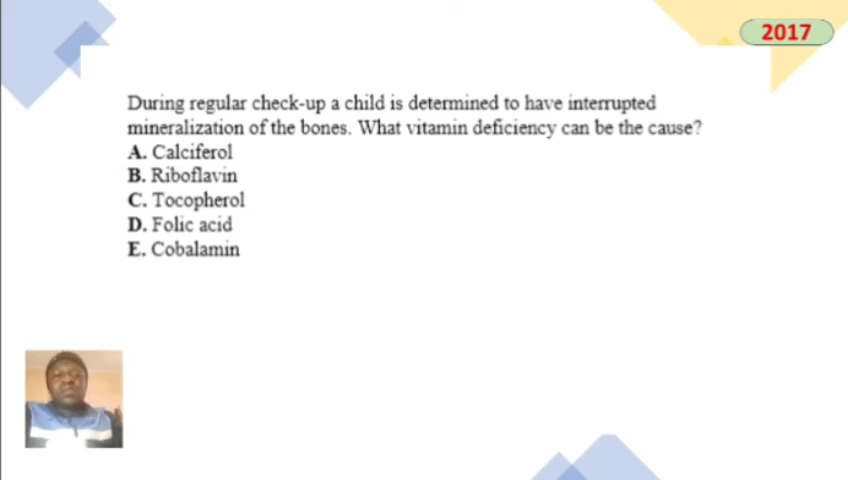 2017
During regular check-up a child is determined to have interrupted
mineralization of the bones. What vitamin deficiency can be the cause?
A. Calciferol
B. Riboflavin
C. Tocopherol
D. Folic acid
E. Cobalamin